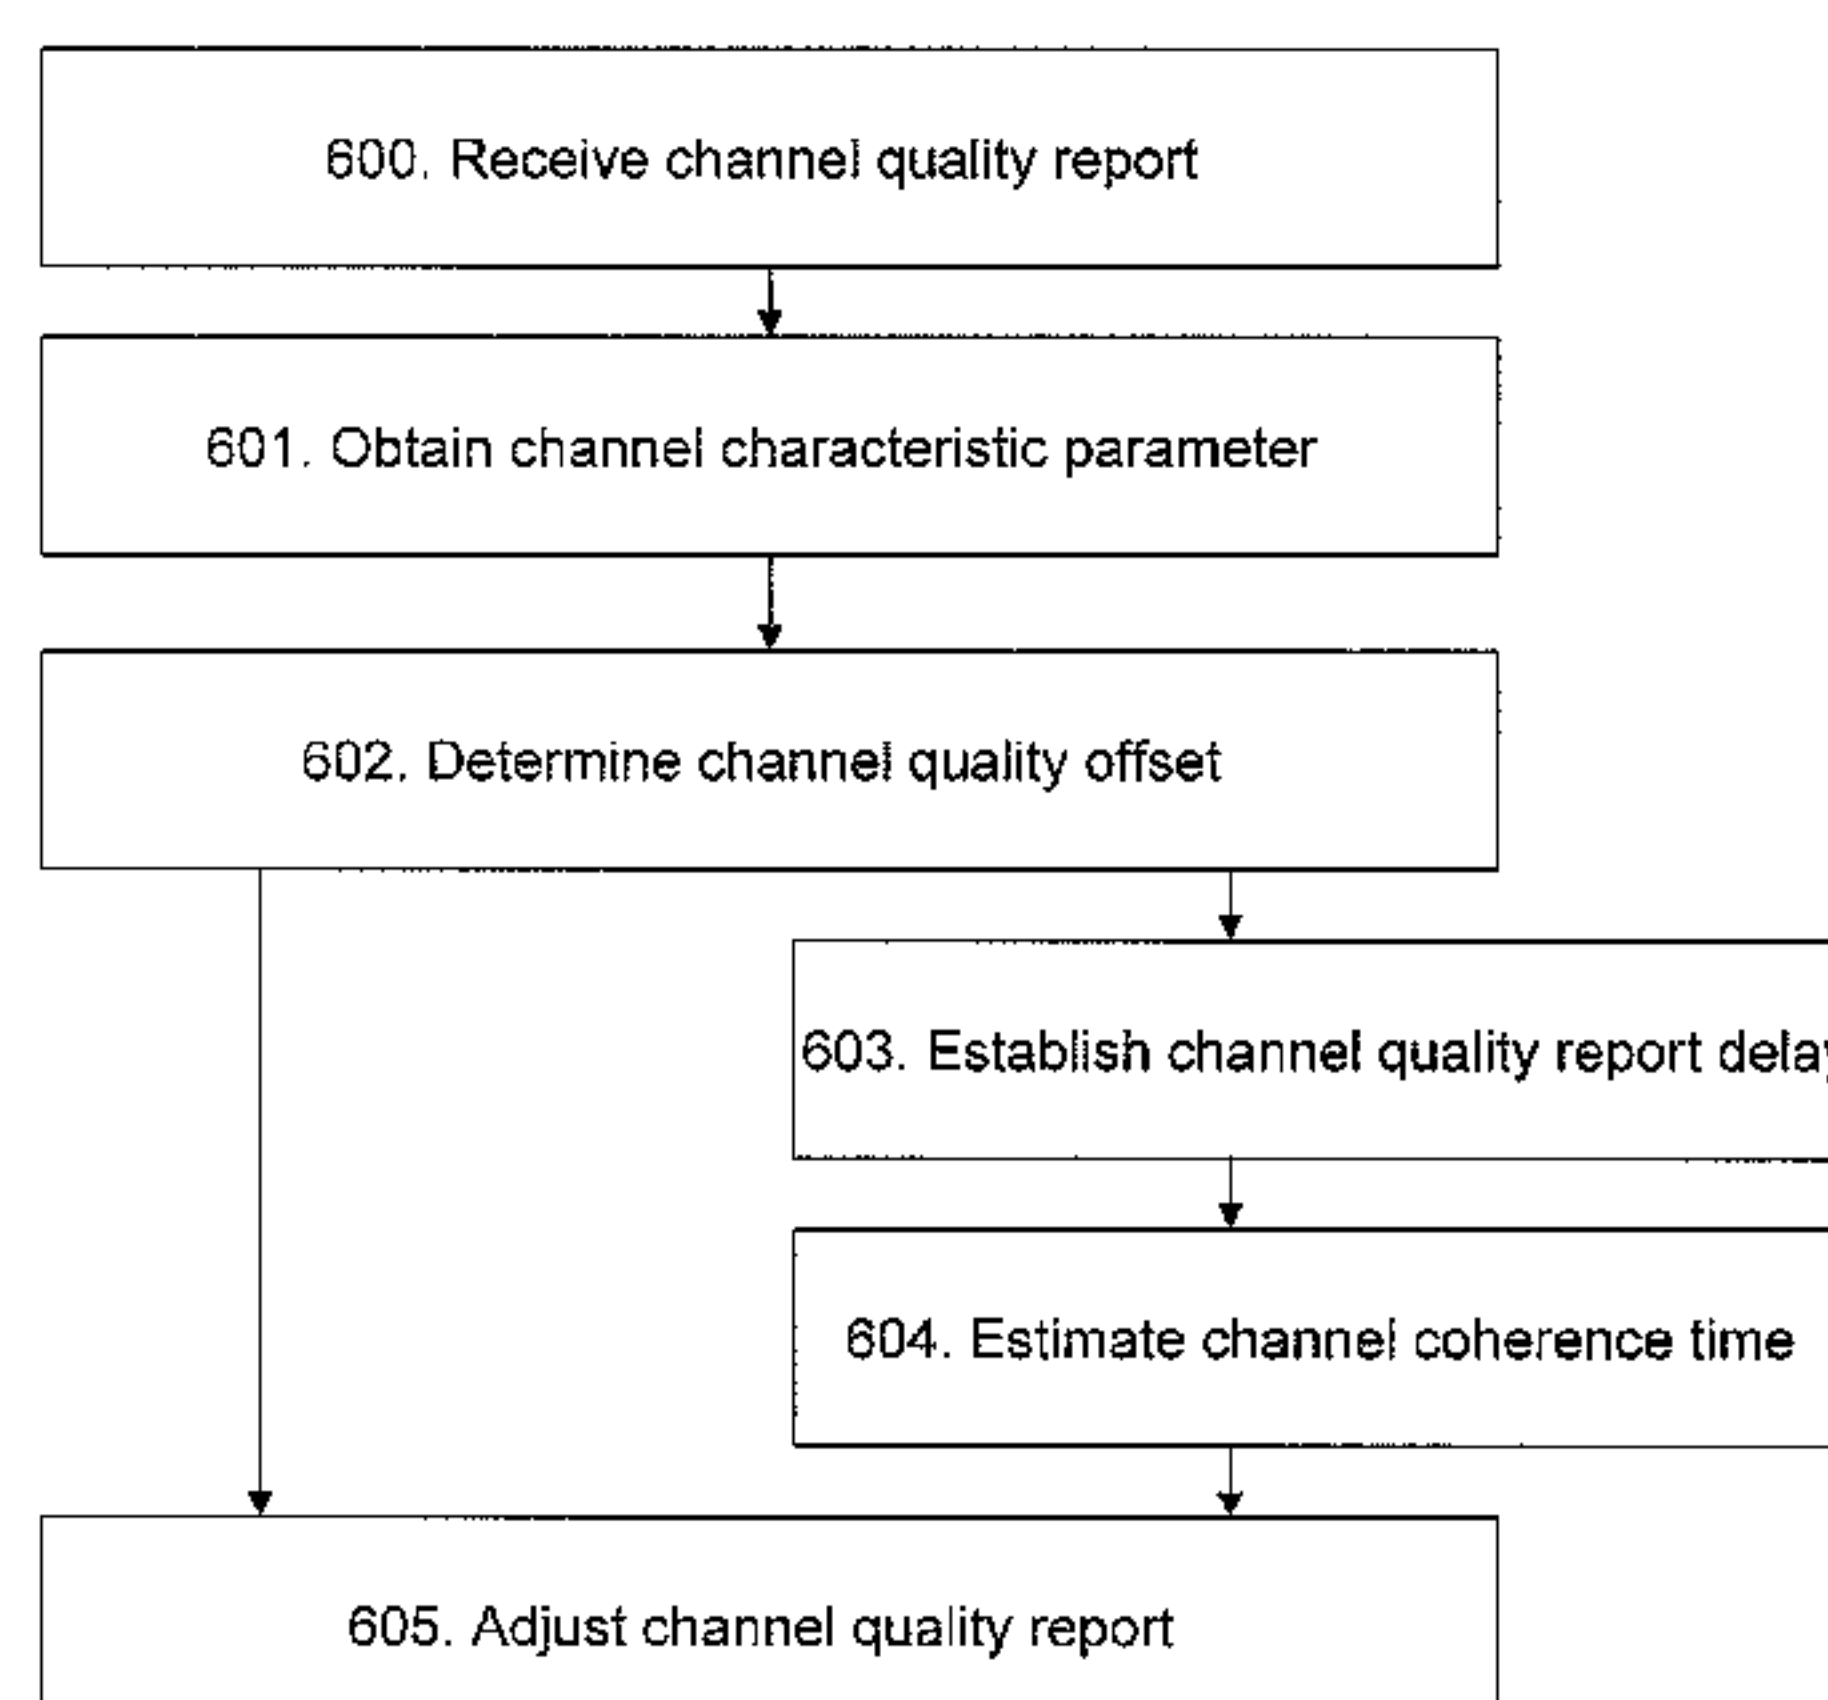 600. Receive channel quality report
601. Obtain channel characteristic parameter
602. Determine channel quality offset
603. Establish channel quality report delay
604. Estimate channel coherence time
605. Adjust channel quality report